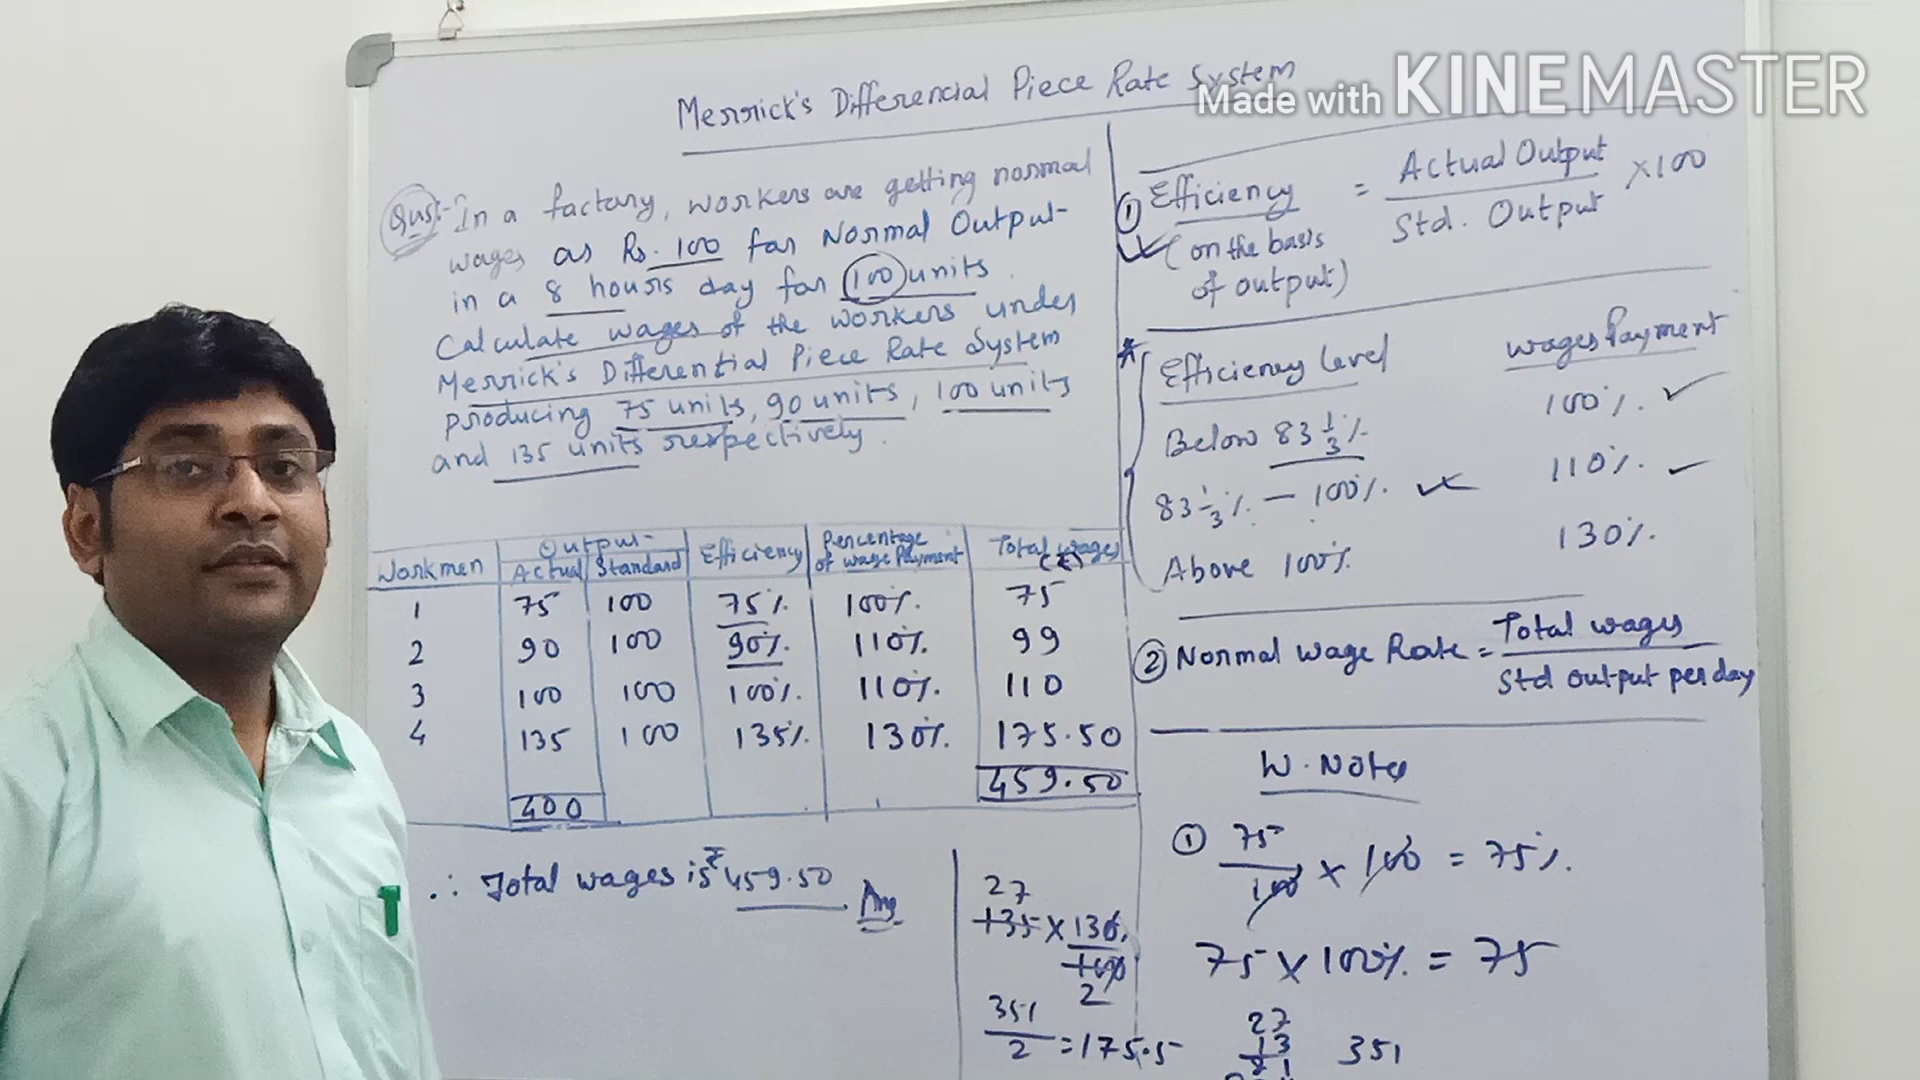 Merrick's Differencial Piece Rate System
Made with KINEMASTER
Qus:- In a factory, workers are getting normal
wages as Rs. 100 for Normal Output
in a 8 hours day for 100 units.
Calculate wages of the workers under
Merrick's Differential Piece Rate System
producing 75 units, 90 units, 100 units
and 135 units respectively.
Workmen Output Efficiency Percentage of wage Payment Total wages (₹)
Actual Standard
1 75 100 75% 100% 75
2 90 100 90% 110% 99
3 100 100 100% 110% 110
4 135 100 135% 130% 175.50
459.50
400
∴ Total wages is ₹ 459.50 Ans
27
135 × 130
100
2
351
2 = 175.5
① Efficiency = Actual Output × 100
Std. Output
(on the basis
of output)
* Efficiency Level Wages Payment
Below 83 1/3 % 100%.
83 1/3 % — 100%. 110%.
Above 100% 130%.
② Normal Wage Rate = Total wages
Std output per day
W. Notes
① 75 × 100 = 75%.
100
75 × 100% = 75
27
13 351